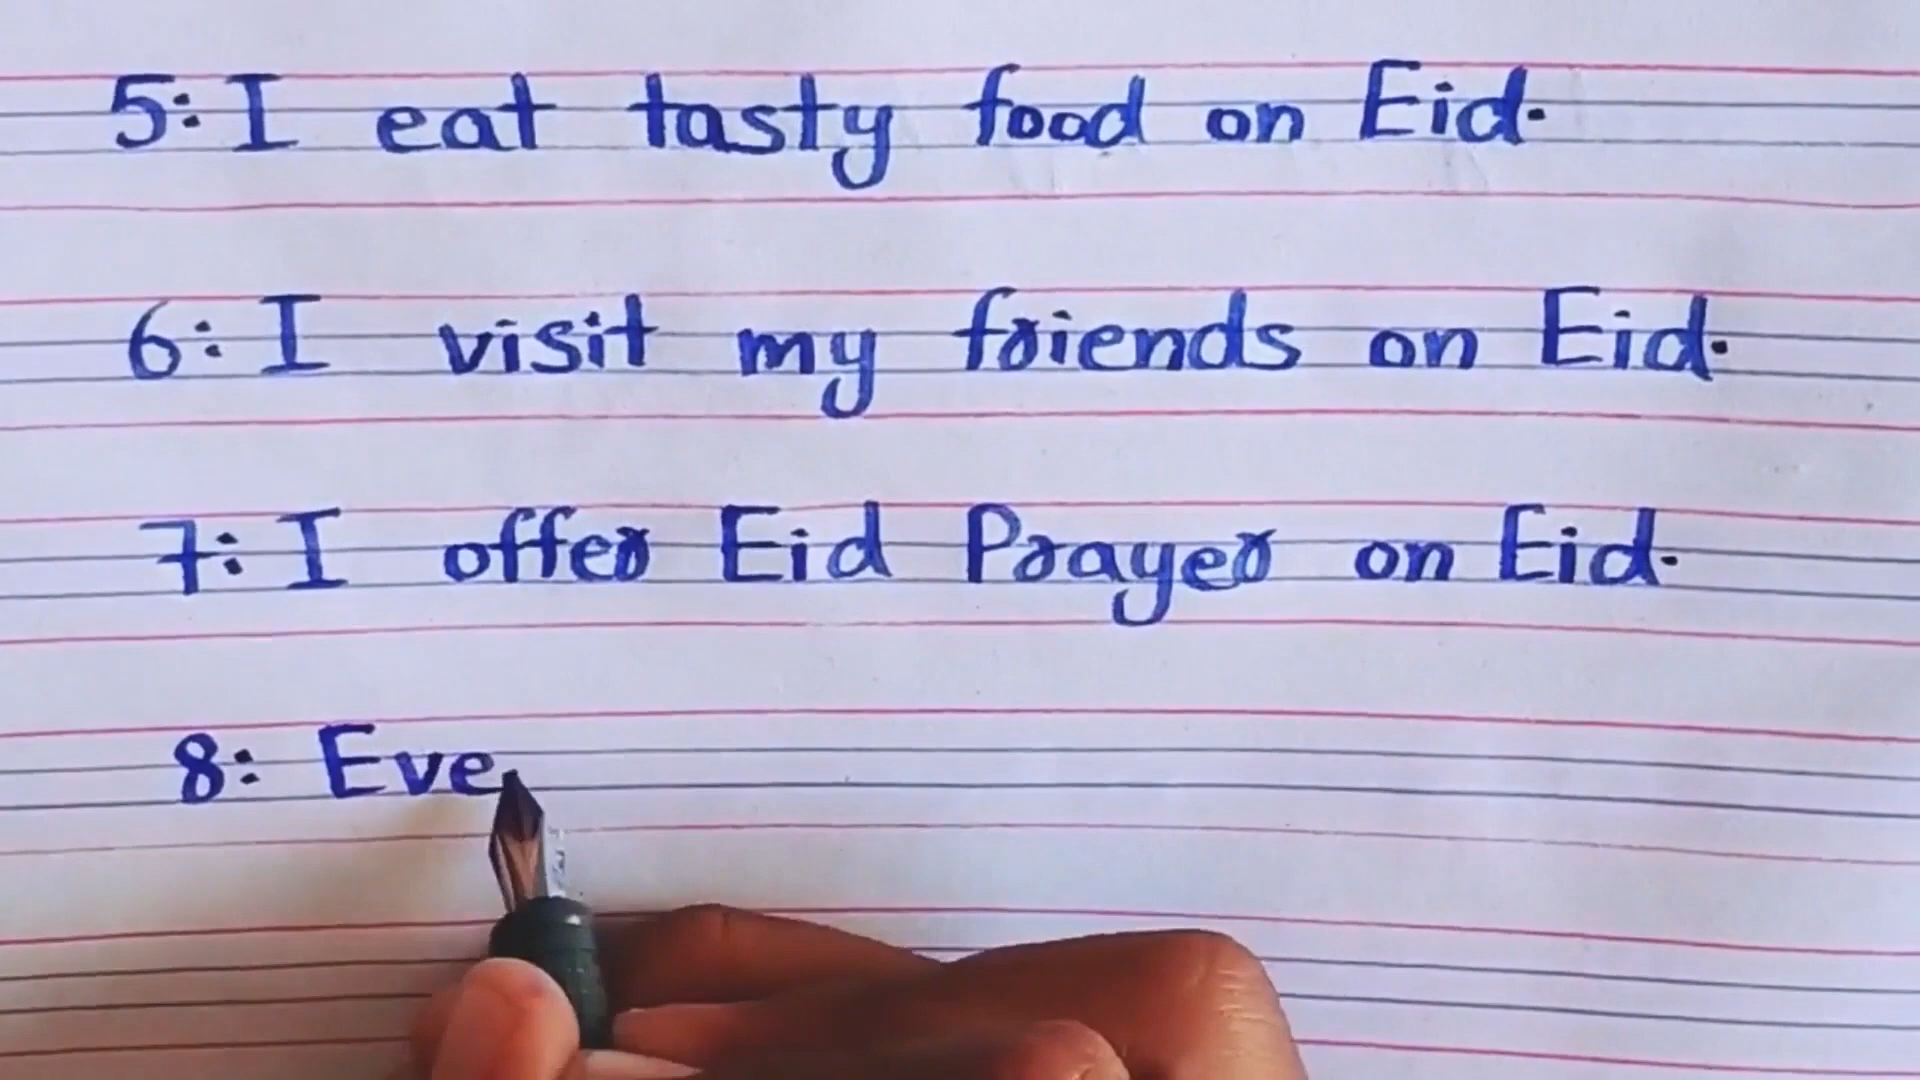 5: I eat tasty food on Eid.
6: I visit my friends on Eid.
7: I offer Eid Prayer on Eid.
8: Eve